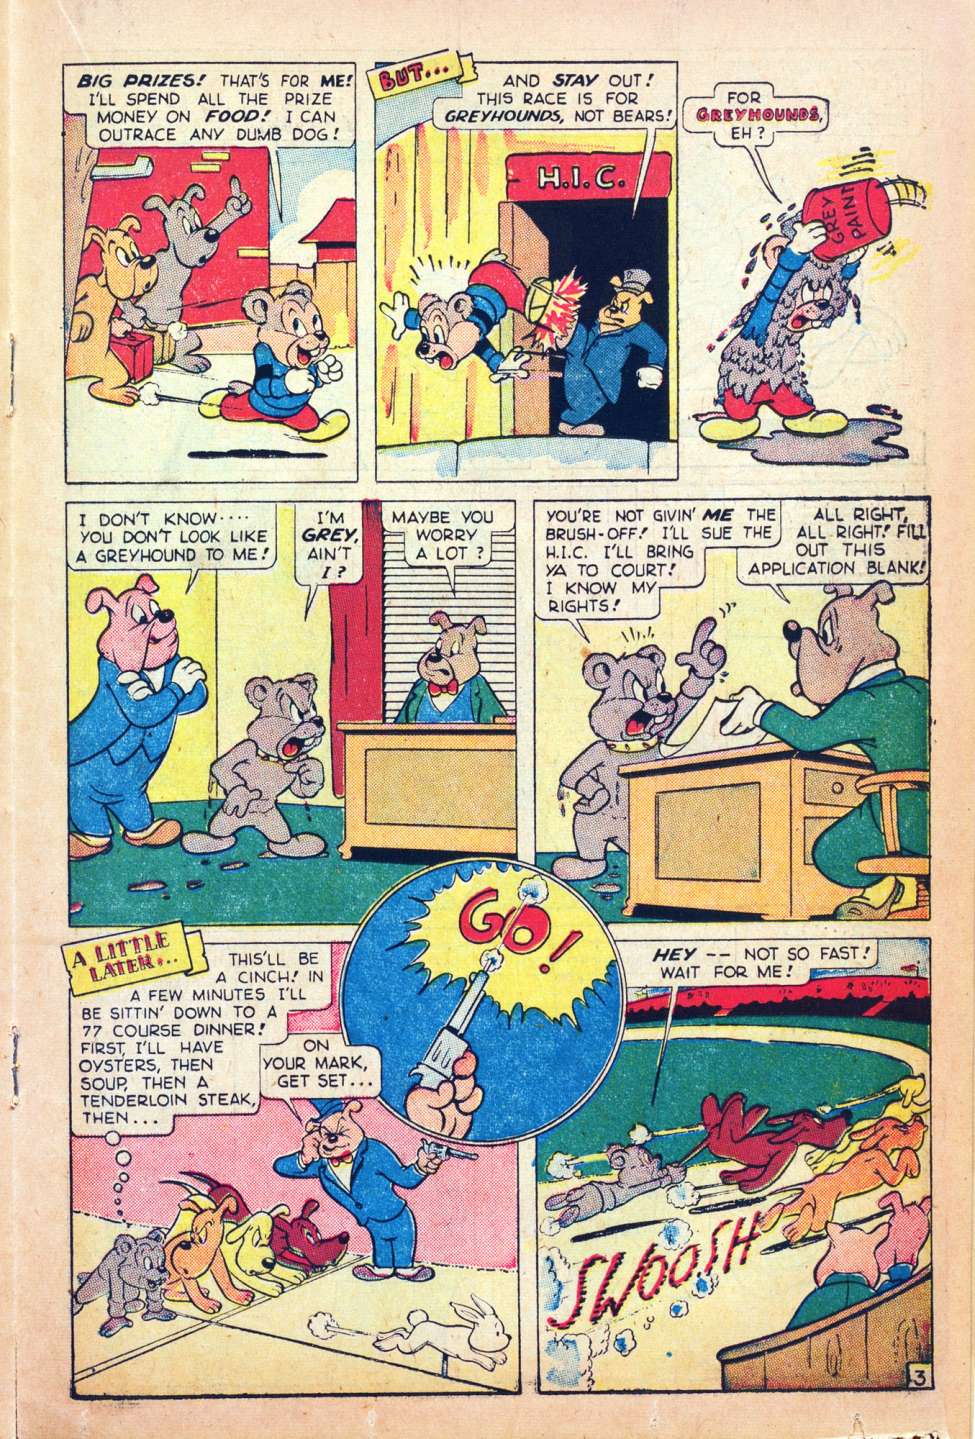 BIG PRIZES! THAT'S FOR ME!
I'LL SPEND ALL THE PRIZE
MONEY ON FOOD! I CAN
OUTRACE ANY DUMB DOG!
BUT...
AND STAY OUT!
THIS RACE IS FOR
GREYHOUNDS, NOT BEARS!
H.I.C.
FOR
GREYHOUNDS,
EH?
GREY
PAINT
I DON'T KNOW....
YOU DON'T LOOK LIKE
A GREYHOUND TO ME!
I'M
GREY,
AIN'T
I?
MAYBE YOU
WORRY
A LOT?
YOU'RE NOT GIVIN' ME THE
BRUSH-OFF! I'LL SUE THE
H.I.C. I'LL BRING
YA TO COURT!
I KNOW MY
RIGHTS!
ALL RIGHT,
ALL RIGHT! FILL
OUT THIS
APPLICATION BLANK!
A LITTLE
LATER...
THIS'LL BE
A CINCH! IN
A FEW MINUTES I'LL
BE SITTIN' DOWN TO A
77 COURSE DINNER!
FIRST, I'LL HAVE
OYSTERS, THEN
SOUP, THEN A
TENDERLOIN STEAK,
THEN...
ON
YOUR MARK,
GET SET...
GO!
HEY -- NOT SO FAST!
WAIT FOR ME!
SWOOSH
3